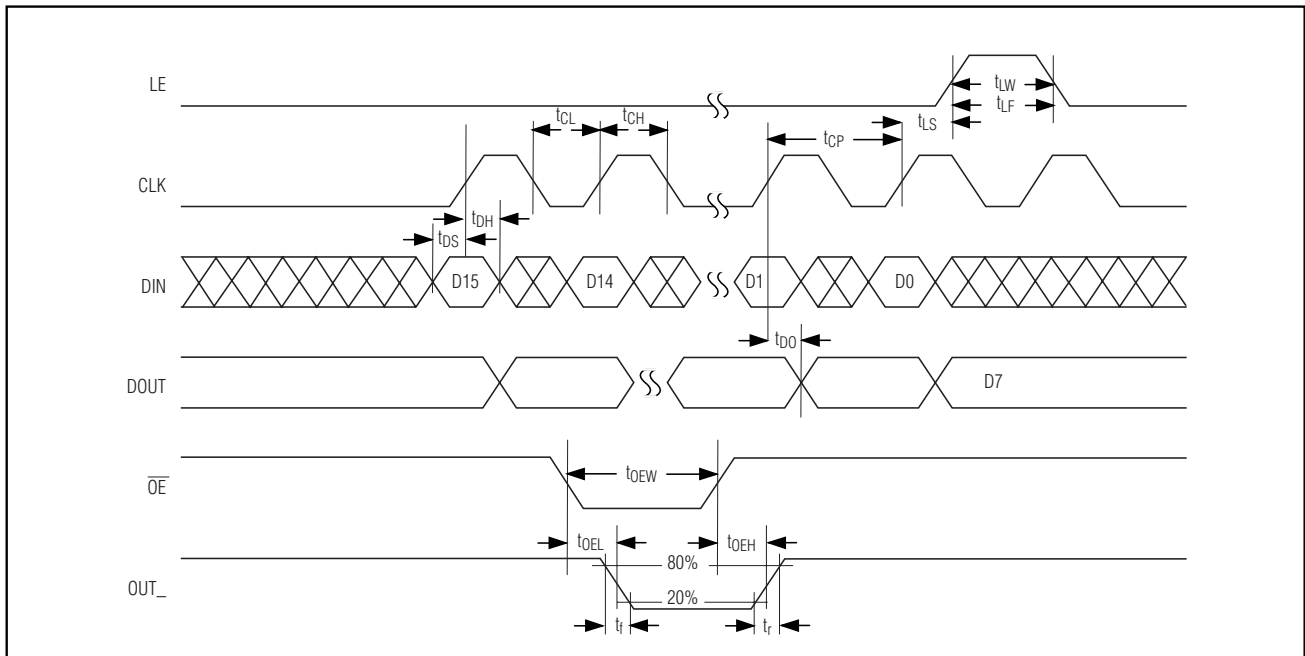 LE
tLW
tLF
tCL
tCH
tLS
tCP
CLK
tDH
tDS
DIN
D15
D14
D1
D0
tDO
DOUT
D7
OE
tOEW
tOEL
tOEH
80%
OUT_
20%
tf
tr